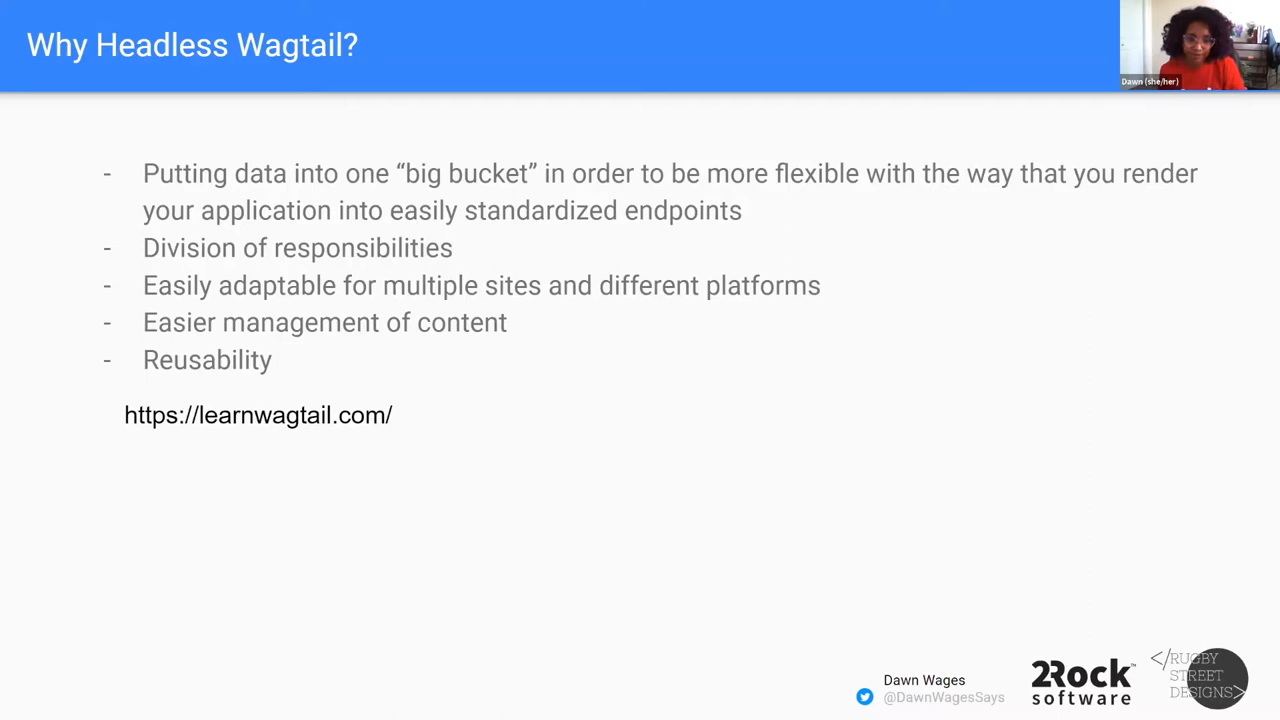 Why Headless Wagtail?
Dawn (she/her)
- Putting data into one “big bucket” in order to be more flexible with the way that you render
your application into easily standardized endpoints
- Division of responsibilities
- Easily adaptable for multiple sites and different platforms
- Easier management of content
- Reusability
https://learnwagtail.com/
Dawn Wages
@DawnWagesSays
2Rock™
software
</RUGBY
STREET
DESIGNS>